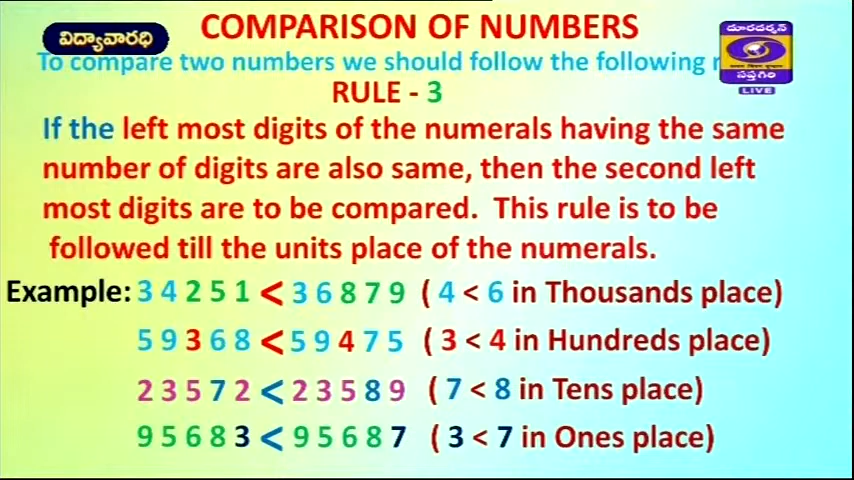 COMPARISON OF NUMBERS
విద్యావారధి
దూరదర్శన్
సప్తగిరి
LIVE
To compare two numbers we should follow the following
RULE - 3
If the left most digits of the numerals having the same
number of digits are also same, then the second left
most digits are to be compared. This rule is to be
followed till the units place of the numerals.
Example: 3 4 2 5 1 < 3 6 8 7 9 ( 4 < 6 in Thousands place)
5 9 3 6 8 < 5 9 4 7 5 ( 3 < 4 in Hundreds place)
2 3 5 7 2 < 2 3 5 8 9 ( 7 < 8 in Tens place)
9 5 6 8 3 < 9 5 6 8 7 ( 3 < 7 in Ones place)